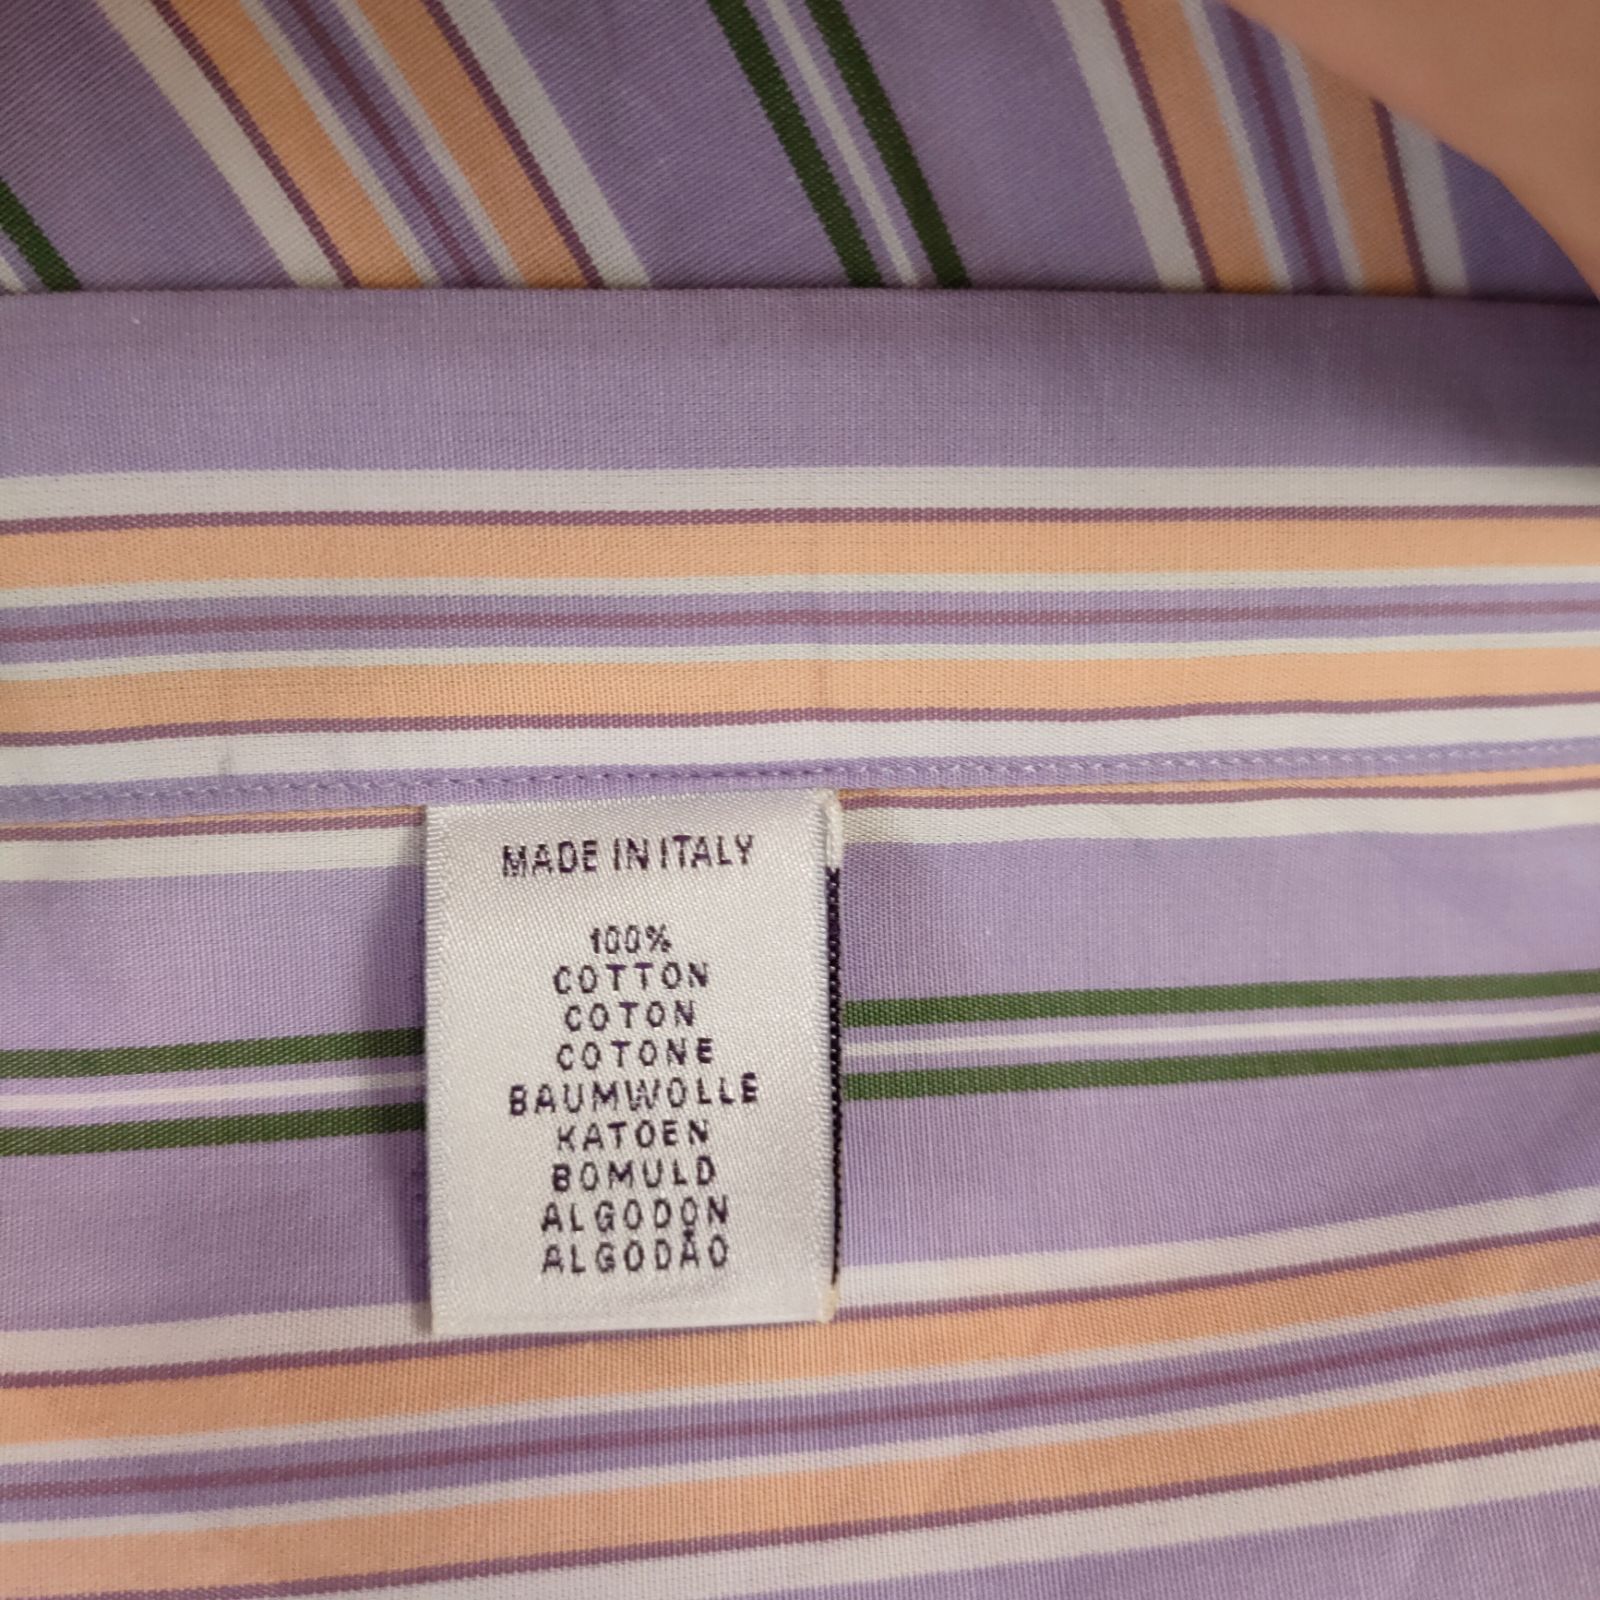 MADE IN ITALY
100%
COTTON
COTON
COTONE
BAUMWOLLE
KATOEN
BOMULD
ALGODON
ALGODÃO